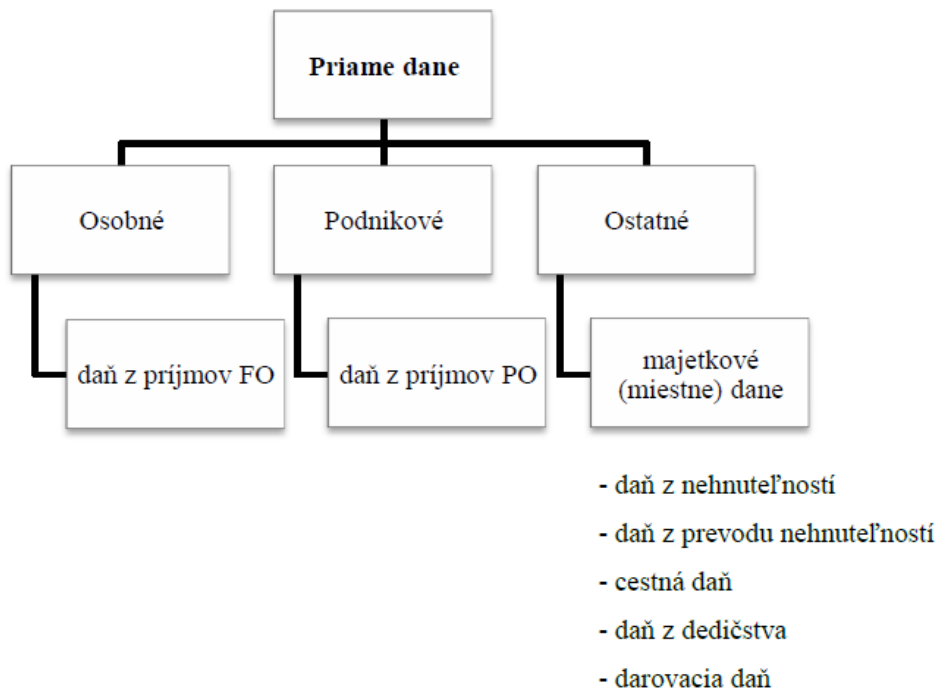 Priame dane
Osobné
Podnikové
Ostatné
daň z príjmov FO
daň z príjmov PO
majetkové
(miestne) dane
- daň z nehnuteľností
- daň z prevodu nehnuteľností
- cestná daň
- daň z dedičstva
- darovacia daň